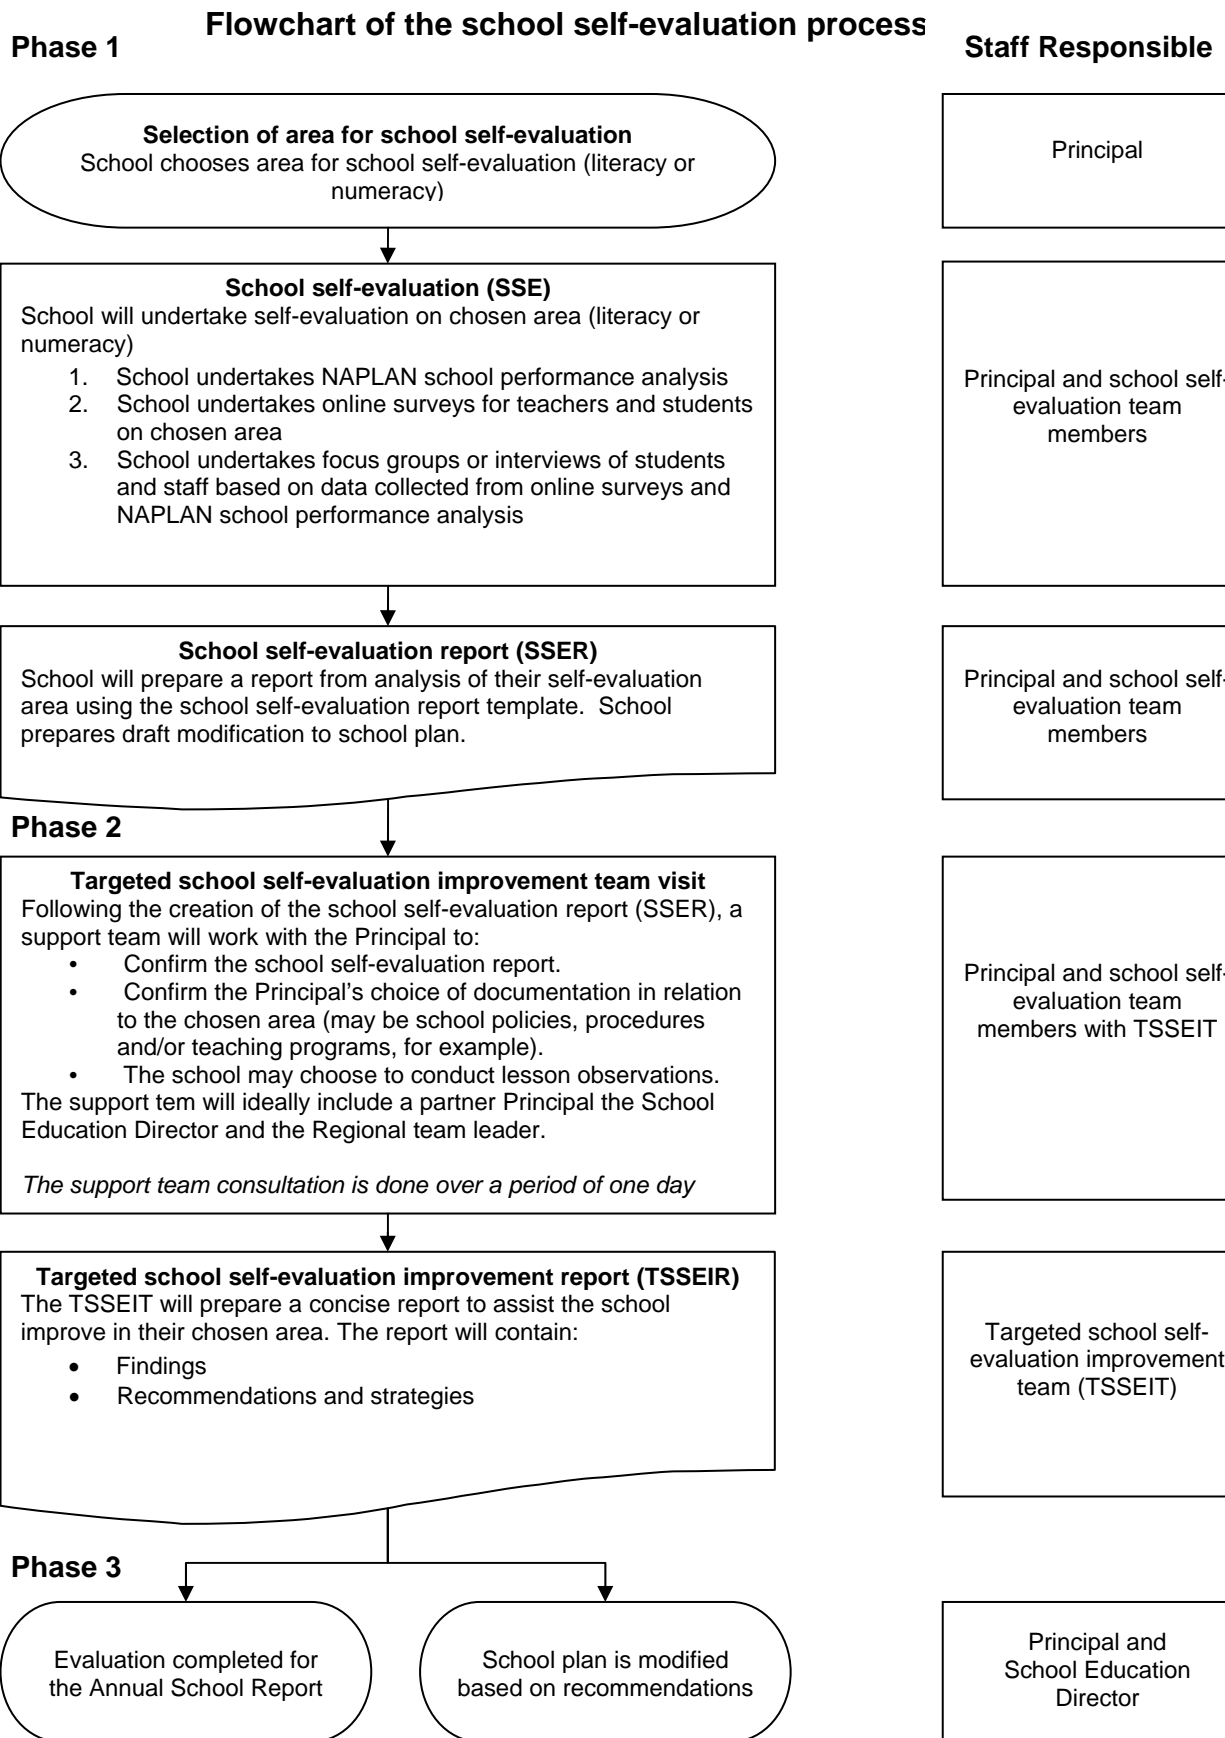 Flowchart of the school self-evaluation process
Phase 1
Staff Responsible
Selection of area for school self-evaluation
School chooses area for school self-evaluation (literacy or
numeracy)
Principal
School self-evaluation (SSE)
School will undertake self-evaluation on chosen area (literacy or
numeracy)
1. School undertakes NAPLAN school performance analysis
2. School undertakes online surveys for teachers and students
on chosen area
3. School undertakes focus groups or interviews of students
and staff based on data collected from online surveys and
NAPLAN school performance analysis
Principal and school self-
evaluation team
members
School self-evaluation report (SSER)
School will prepare a report from analysis of their self-evaluation
area using the school self-evaluation report template. School
prepares draft modification to school plan.
Principal and school self-
evaluation team
members
Phase 2
Targeted school self-evaluation improvement team visit
Following the creation of the school self-evaluation report (SSER), a
support team will work with the Principal to:
• Confirm the school self-evaluation report.
• Confirm the Principal’s choice of documentation in relation
to the chosen area (may be school policies, procedures
and/or teaching programs, for example).
• The school may choose to conduct lesson observations.
The support tem will ideally include a partner Principal the School
Education Director and the Regional team leader.
The support team consultation is done over a period of one day
Principal and school self-
evaluation team
members with TSSEIT
Targeted school self-evaluation improvement report (TSSEIR)
The TSSEIT will prepare a concise report to assist the school
improve in their chosen area. The report will contain:
• Findings
• Recommendations and strategies
Targeted school self-
evaluation improvement
team (TSSEIT)
Phase 3
Evaluation completed for
the Annual School Report
School plan is modified
based on recommendations
Principal and
School Education
Director